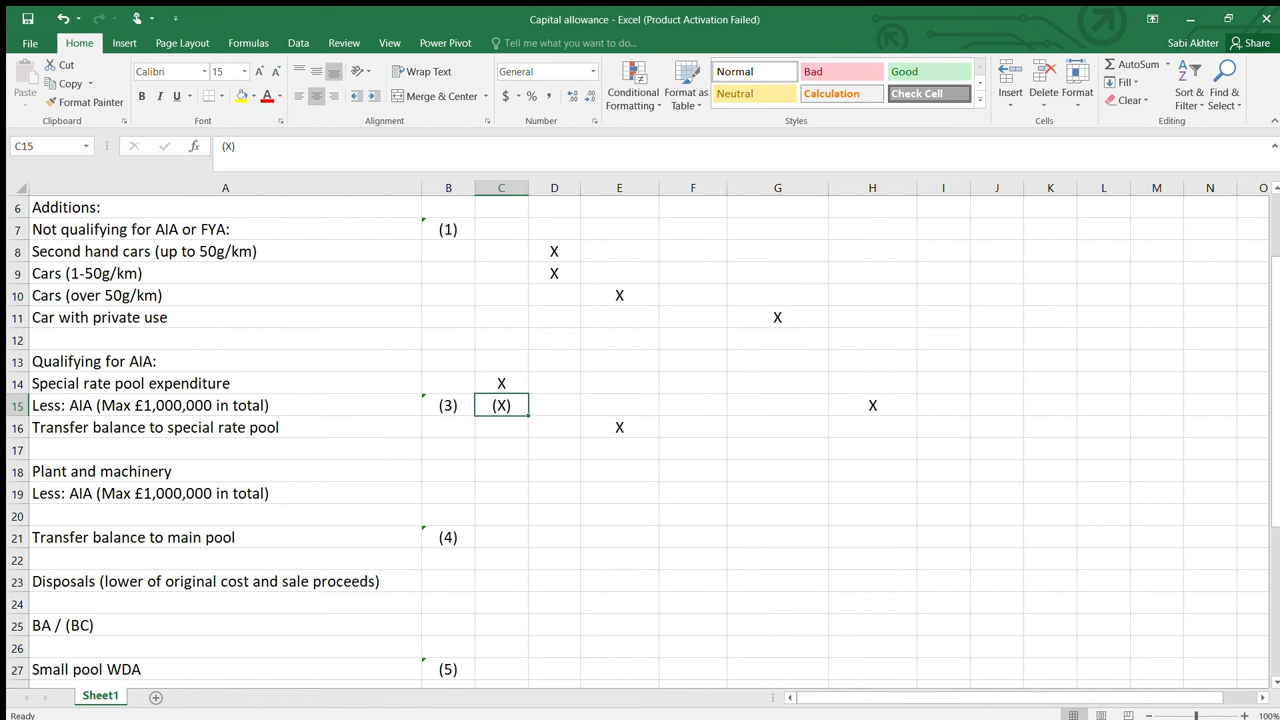 Capital allowance - Excel (Product Activation Failed)
File Home Insert Page Layout Formulas Data Review View Power Pivot Tell me what you want to do... Sabi Akhter Share
Paste Cut Copy Format Painter Clipboard
Calibri 15 A A B I U A Font
Wrap Text Merge & Center Alignment
General $ % , Number
Conditional Formatting Format as Table Normal Bad Good Neutral Calculation Check Cell Styles
Insert Delete Format Cells
AutoSum Fill Clear Sort & Filter Find & Select Editing
C15 fx (X)
A B C D E F G H I J K L M N O
6 Additions:
7 Not qualifying for AIA or FYA: (1)
8 Second hand cars (up to 50g/km) X
9 Cars (1-50g/km) X
10 Cars (over 50g/km) X
11 Car with private use X
12
13 Qualifying for AIA:
14 Special rate pool expenditure X
15 Less: AIA (Max £1,000,000 in total) (3) (X) X
16 Transfer balance to special rate pool X
17
18 Plant and machinery
19 Less: AIA (Max £1,000,000 in total)
20
21 Transfer balance to main pool (4)
22
23 Disposals (lower of original cost and sale proceeds)
24
25 BA / (BC)
26
27 Small pool WDA (5)
Sheet1
Ready 100%